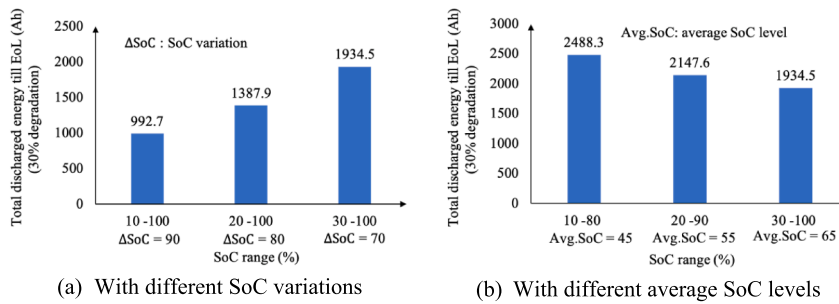 Total discharged energy till EoL (Ah)
(30% degradation)
2500
2000
1500
1000
500
0
ΔSoC : SoC variation
992.7
1387.9
1934.5
10 -100
20 -100
30 -100
ΔSoC = 90
ΔSoC = 80
ΔSoC = 70
SoC range (%)
(a) With different SoC variations
Total discharged energy till EoL (Ah)
(30% degradation)
3000
2500
2000
1500
1000
500
0
Avg.SoC: average SoC level
2488.3
2147.6
1934.5
10 -80
20 -90
30 -100
Avg.SoC = 45
Avg.SoC = 55
Avg.SoC = 65
SoC range (%)
(b) With different average SoC levels